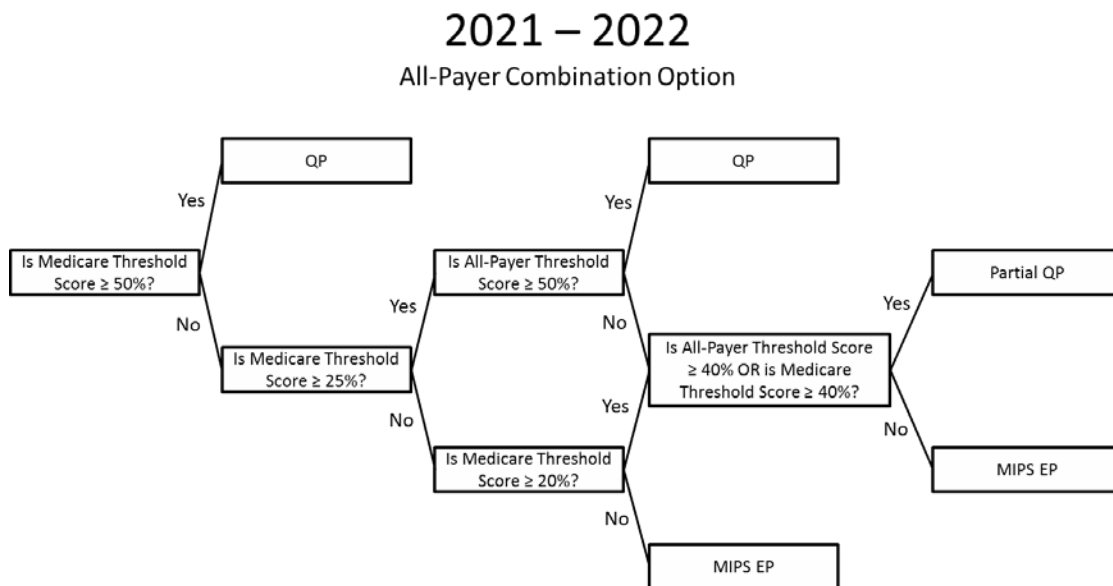 2021 – 2022
All-Payer Combination Option
QP
QP
Yes
Yes
Is Medicare Threshold
Score ≥ 50%?
Is All-Payer Threshold
Score ≥ 50%?
Partial QP
Yes
Yes
No
No
Is Medicare Threshold
Score ≥ 25%?
Is All-Payer Threshold Score
≥ 40% OR is Medicare
Threshold Score ≥ 40%?
Yes
No
No
Is Medicare Threshold
Score ≥ 20%?
MIPS EP
No
MIPS EP